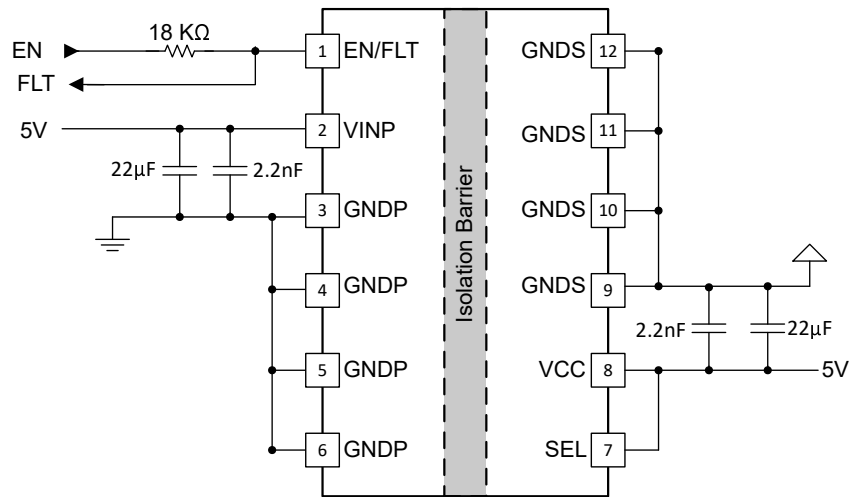 18 KΩ
EN 1 EN/FLT GNDS 12
FLT
5V 2 VINP GNDS 11
22µF 2.2nF
3 GNDP GNDS 10
Isolation Barrier
4 GNDP GNDS 9
2.2nF 22µF
5 GNDP VCC 8 5V
6 GNDP SEL 7